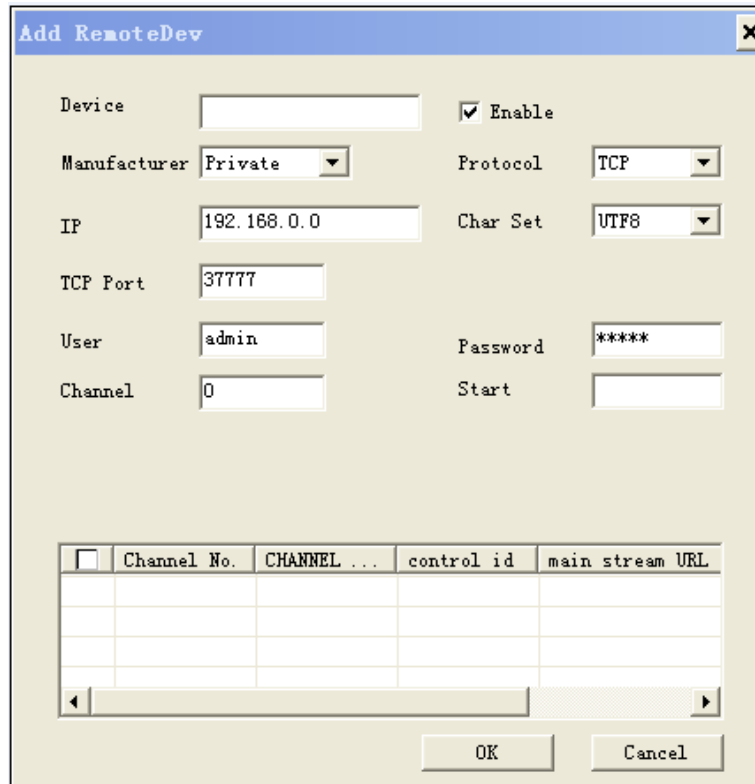 Add RemoteDev
Device
Enable
Manufacturer Private
Protocol TCP
IP 192.168.0.0
Char Set UTF8
TCP Port 37777
User admin
Password *****
Channel 0
Start
Channel No. CHANNEL ... control id main stream URL
OK Cancel